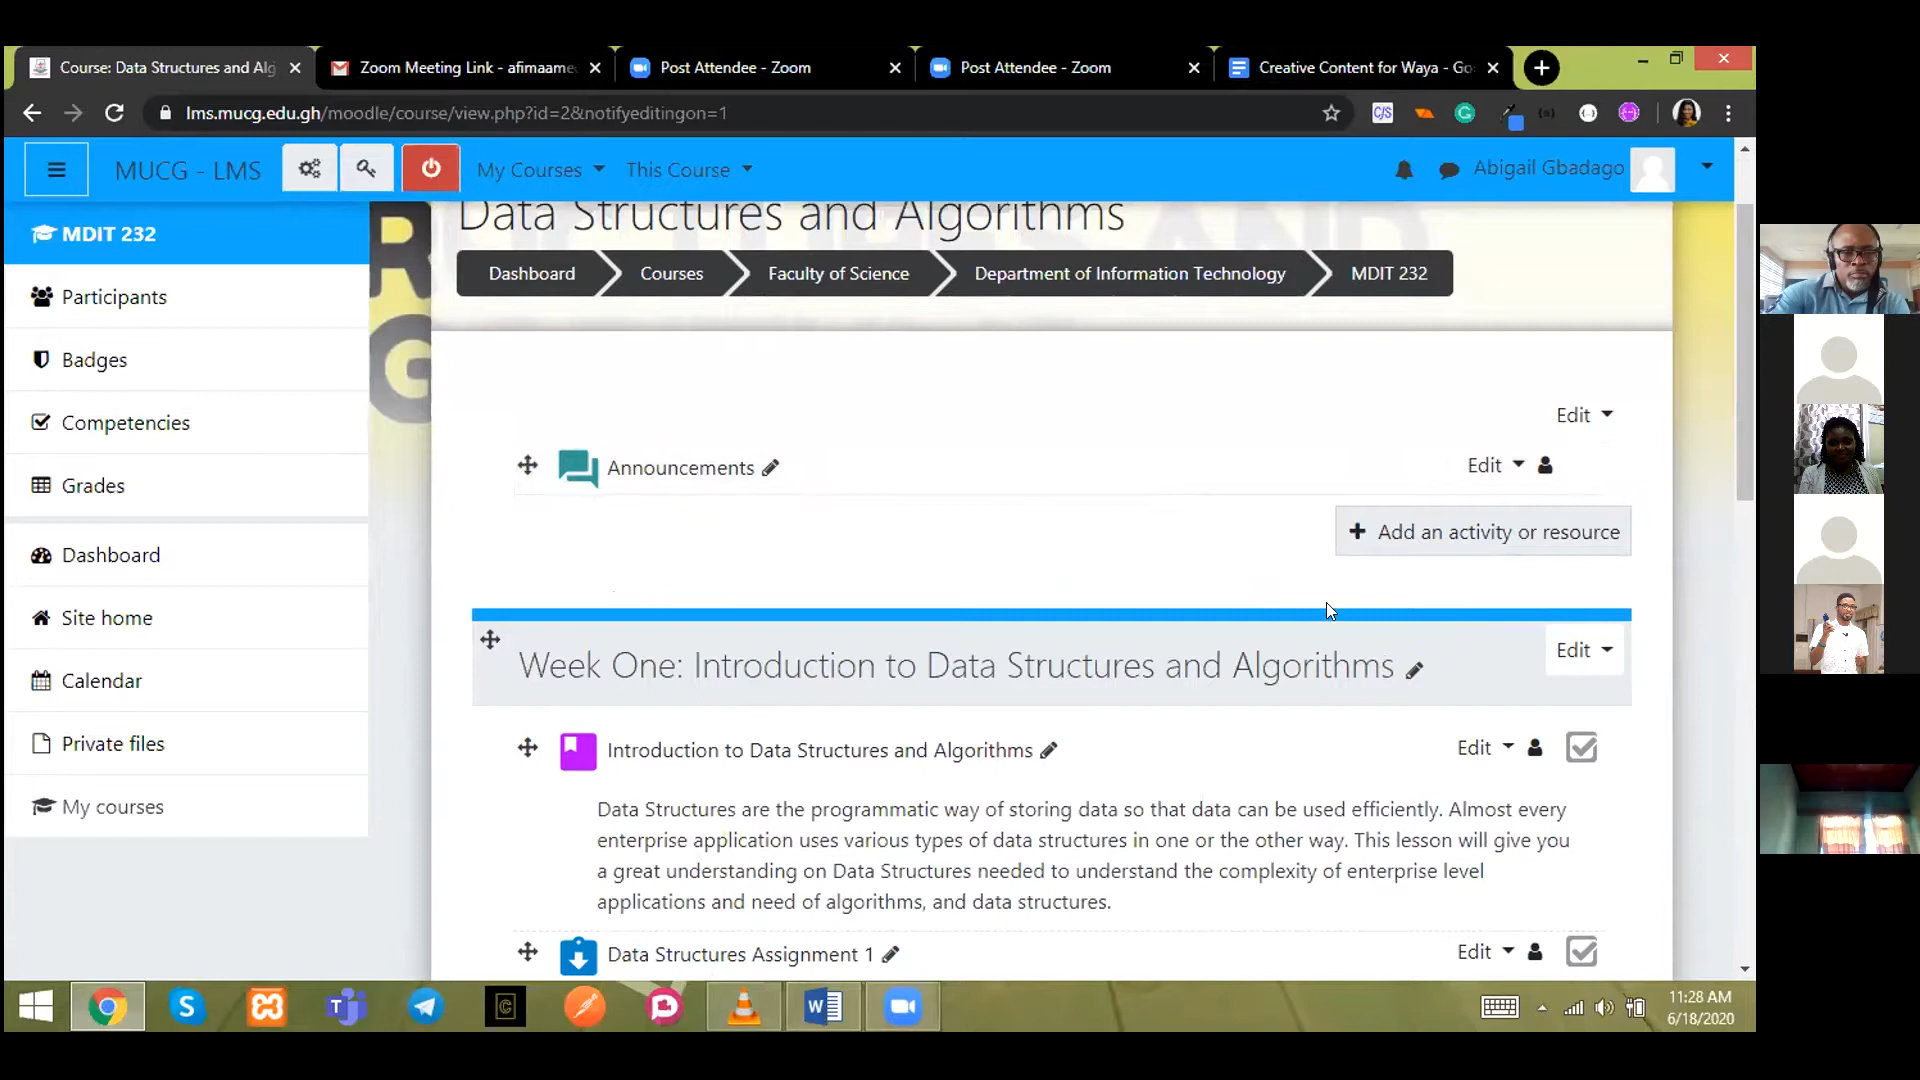 Course: Data Structures and Alg
Zoom Meeting Link - afimaame
Post Attendee - Zoom
Post Attendee - Zoom
Creative Content for Waya - Go
lms.mucg.edu.gh/moodle/course/view.php?id=2&notifyeditingon=1
MUCG - LMS
My Courses
This Course
Abigail Gbadago
MDIT 232
Participants
Badges
Competencies
Grades
Dashboard
Site home
Calendar
Private files
My courses
Data Structures and Algorithms
Dashboard
Courses
Faculty of Science
Department of Information Technology
MDIT 232
Edit
Announcements
Edit
+ Add an activity or resource
Week One: Introduction to Data Structures and Algorithms
Edit
Introduction to Data Structures and Algorithms
Edit
Data Structures are the programmatic way of storing data so that data can be used efficiently. Almost every
enterprise application uses various types of data structures in one or the other way. This lesson will give you
a great understanding on Data Structures needed to understand the complexity of enterprise level
applications and need of algorithms, and data structures.
Data Structures Assignment 1
Edit
11:28 AM
6/18/2020